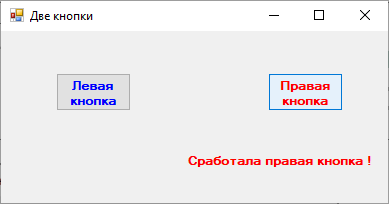 Две кнопки
Левая
кнопка
Правая
кнопка
Сработала правая кнопка !